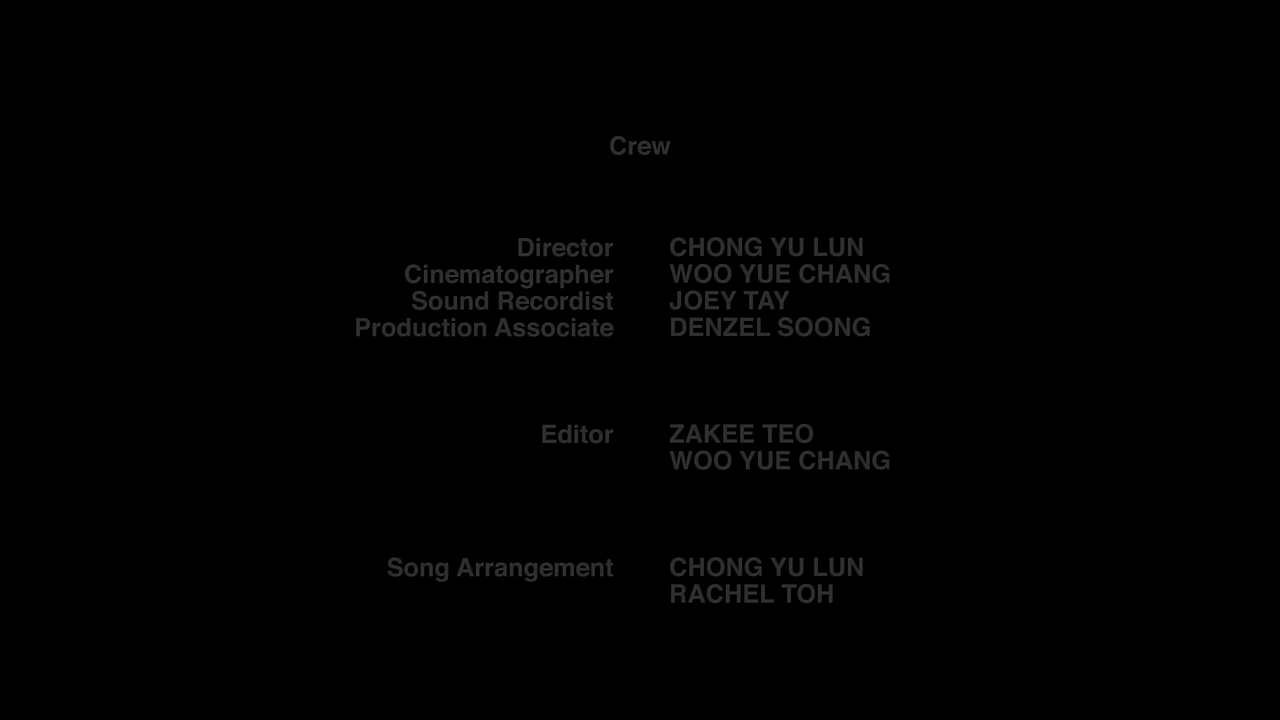 Crew
Director CHONG YU LUN
Cinematographer WOO YUE CHANG
Sound Recordist JOEY TAY
Production Associate DENZEL SOONG
Editor ZAKEE TEO
WOO YUE CHANG
Song Arrangement CHONG YU LUN
RACHEL TOH